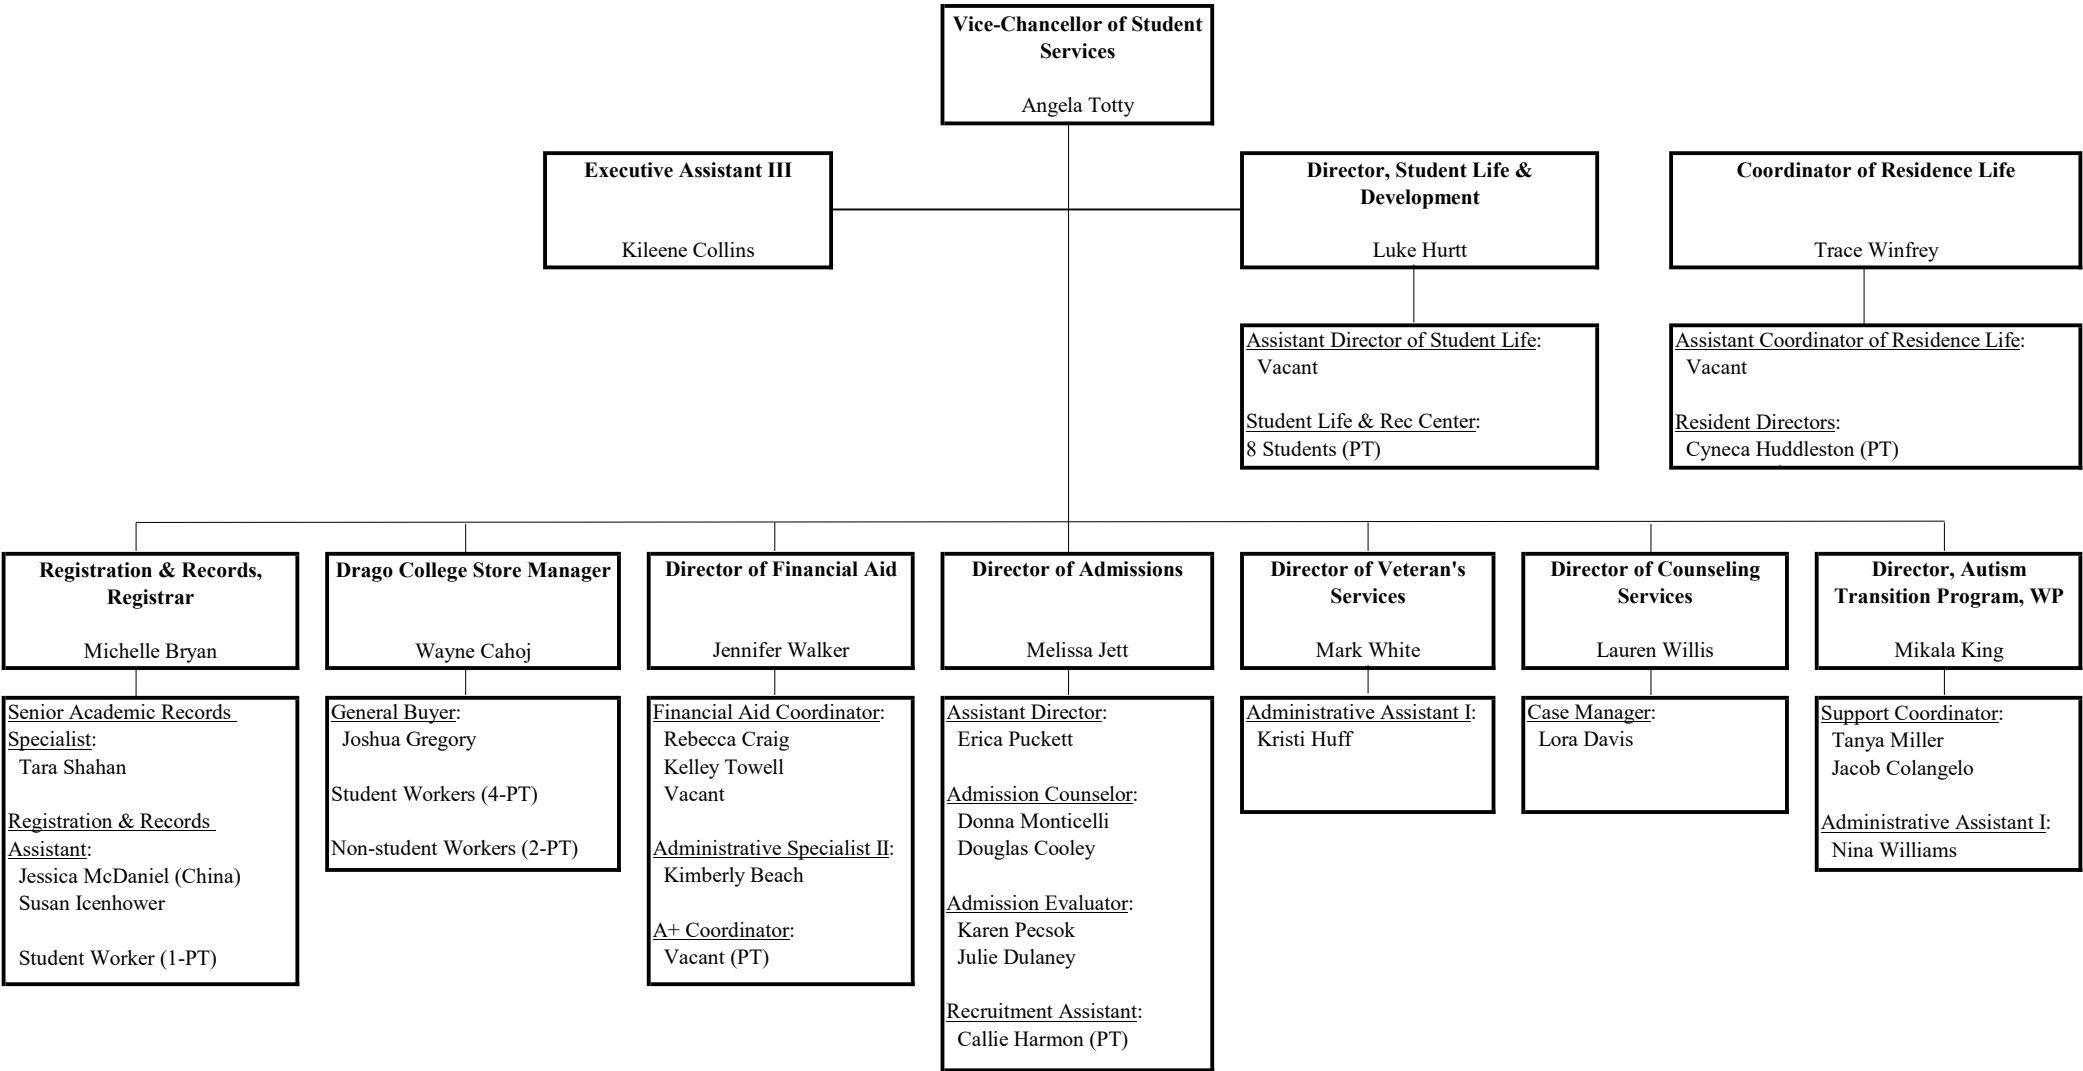 Vice-Chancellor of Student
Services
Angela Totty
Executive Assistant III
Kileene Collins
Director, Student Life &
Development
Luke Hurtt
Coordinator of Residence Life
Trace Winfrey
Assistant Director of Student Life:
Vacant
Student Life & Rec Center:
8 Students (PT)
Assistant Coordinator of Residence Life:
Vacant
Resident Directors:
Cyneca Huddleston (PT)
Registration & Records,
Registrar
Michelle Bryan
Drago College Store Manager
Wayne Cahoj
Director of Financial Aid
Jennifer Walker
Director of Admissions
Melissa Jett
Director of Veteran's
Services
Mark White
Director of Counseling
Services
Lauren Willis
Director, Autism
Transition Program, WP
Mikala King
Senior Academic Records
Specialist:
Tara Shahan
Registration & Records
Assistant:
Jessica McDaniel (China)
Susan Icenhower
Student Worker (1-PT)
General Buyer:
Joshua Gregory
Student Workers (4-PT)
Non-student Workers (2-PT)
Financial Aid Coordinator:
Rebecca Craig
Kelley Towell
Vacant
Administrative Specialist II:
Kimberly Beach
A+ Coordinator:
Vacant (PT)
Assistant Director:
Erica Puckett
Admission Counselor:
Donna Monticelli
Douglas Cooley
Admission Evaluator:
Karen Pecsok
Julie Dulaney
Recruitment Assistant:
Callie Harmon (PT)
Administrative Assistant I:
Kristi Huff
Case Manager:
Lora Davis
Support Coordinator:
Tanya Miller
Jacob Colangelo
Administrative Assistant I:
Nina Williams